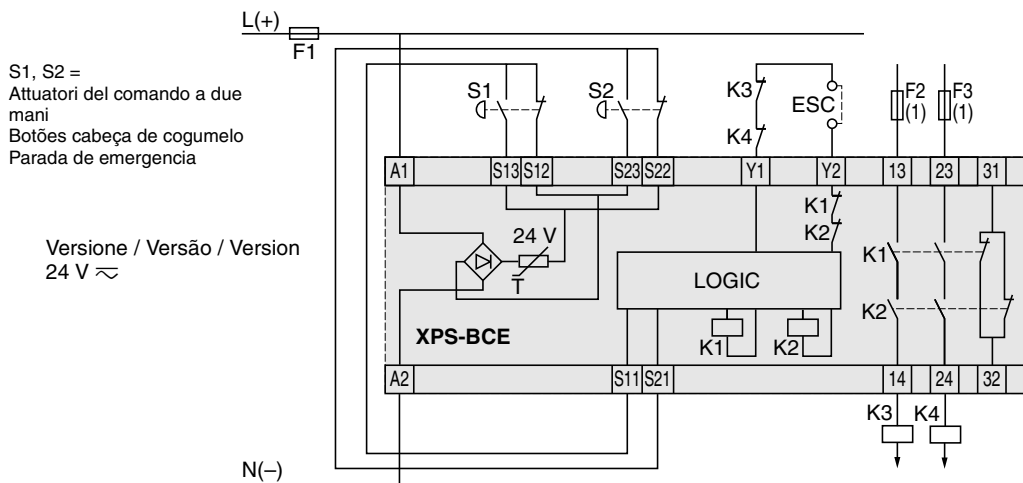 L(+)
F1
S1, S2 =
Attuatori del comando a due
mani
Botões cabeça de cogumelo
Parada de emergencia
S1
S2
K3
ESC
K4
F2
(1)
F3
(1)
A1
S13
S12
S23
S22
Y1
Y2
13
23
31
K1
K2
Versione / Versão / Version
24 V ⏦
24 V
T
LOGIC
K1
K2
K1
K2
XPS-BCE
A2
S11
S21
14
24
32
K3
K4
N(–)